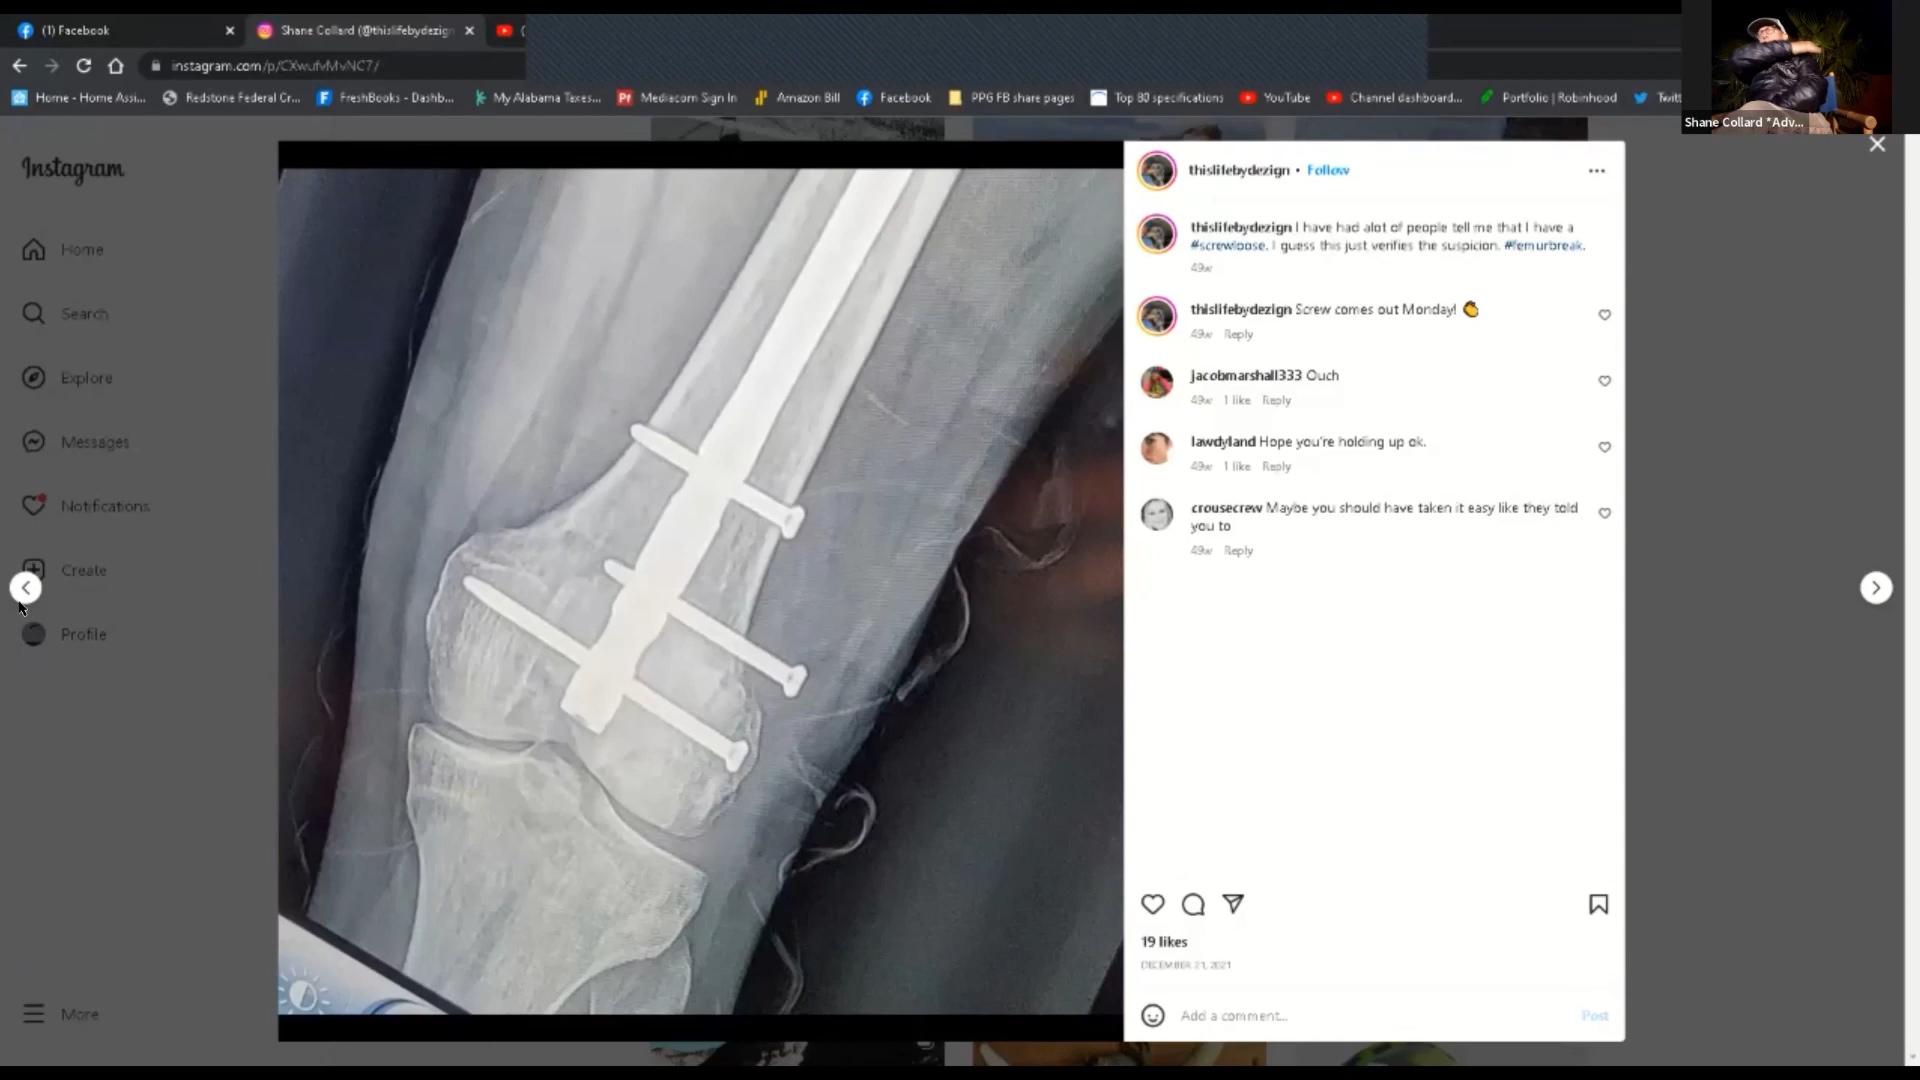 (1) Facebook
Shane Collard (@thislifebydezign
instagram.com/p/CXwufvMvNC7/
Home - Home Assi...
Redstone Federal Cr...
FreshBooks - Dashb...
My Alabama Taxes...
Mediacom Sign In
Amazon Bill
Facebook
PPG FB share pages
Top 80 specifications
YouTube
Channel dashboard...
Portfolio | Robinhood
Twitt
Shane Collard *Adv...
Instagram
Home
Search
Explore
Messages
Notifications
Create
Profile
More
thislifebydezign • Follow
thislifebydezign I have had alot of people tell me that I have a
#screwloose. I guess this just verifies the suspicion. #femurbreak.
49w
thislifebydezign Screw comes out Monday!
49w Reply
jacobmarshall333 Ouch
49w 1 like Reply
lawdyland Hope you're holding up ok.
49w 1 like Reply
crousecrew Maybe you should have taken it easy like they told
you to
49w Reply
19 likes
DECEMBER 21, 2021
Add a comment...
Post